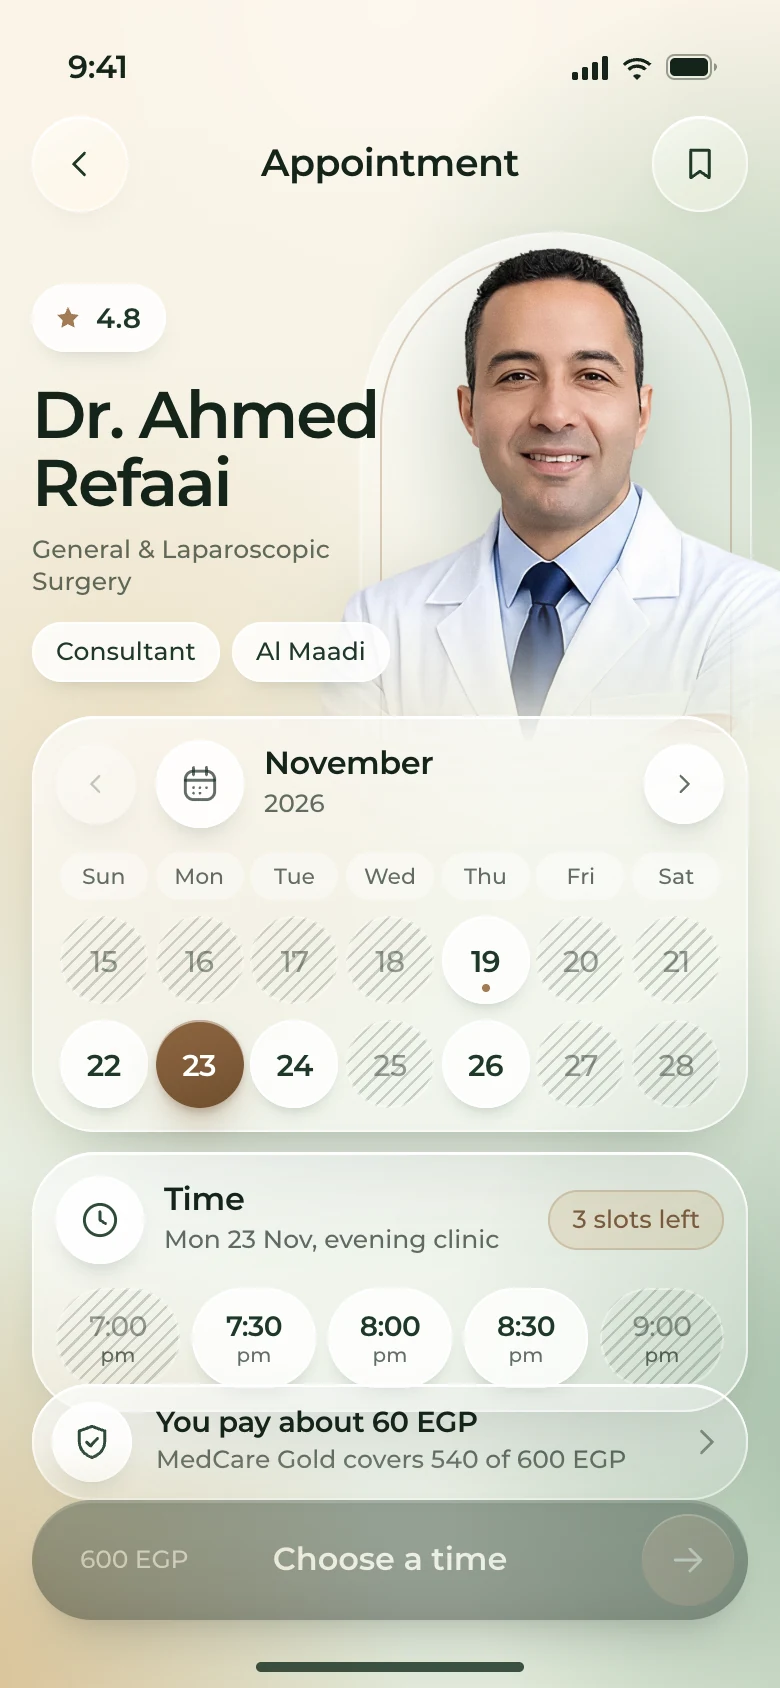 9:41
Appointment
4.8
Dr. Ahmed
Refaai
General & Laparoscopic
Surgery
Consultant Al Maadi
November
2026
Sun Mon Tue Wed Thu Fri Sat
15 16 17 18 19 20 21
22 23 24 25 26 27 28
Time
Mon 23 Nov, evening clinic
3 slots left
7:00 7:30 8:00 8:30 9:00
pm pm pm pm pm
You pay about 60 EGP
MedCare Gold covers 540 of 600 EGP
600 EGP Choose a time